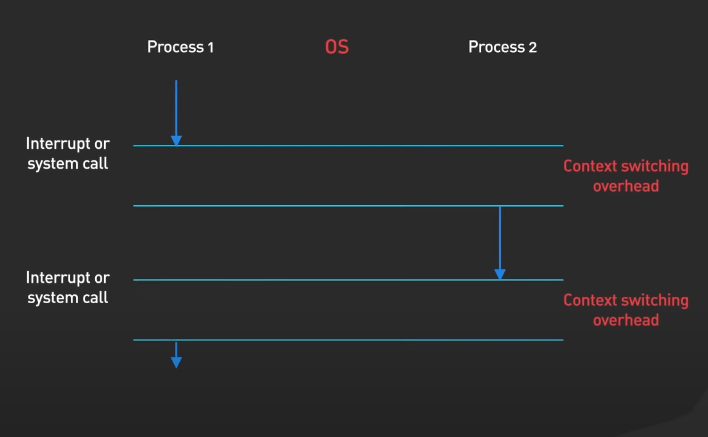 Process 1
OS
Process 2
Interrupt or
system call
Context switching
overhead
Interrupt or
system call
Context switching
overhead